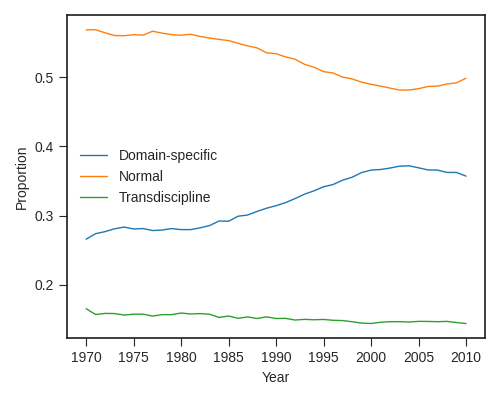 0.5
0.4
0.3
0.2
Proportion
Domain-specific
Normal
Transdiscipline
1970 1975 1980 1985 1990 1995 2000 2005 2010
Year